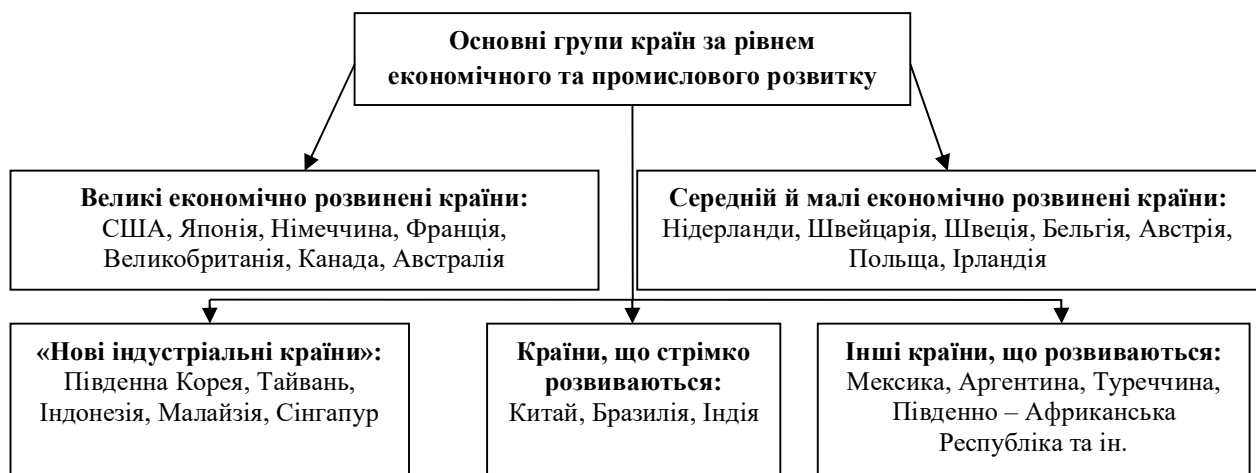 Основні групи країн за рівнем
економічного та промислового розвитку
Великі економічно розвинені країни:
США, Японія, Німеччина, Франція,
Великобританія, Канада, Австралія
Середній й малі економічно розвинені країни:
Нідерланди, Швейцарія, Швеція, Бельгія, Австрія,
Польща, Ірландія
«Нові індустріальні країни»:
Південна Корея, Тайвань,
Індонезія, Малайзія, Сінгапур
Країни, що стрімко
розвиваються:
Китай, Бразилія, Індія
Інші країни, що розвиваються:
Мексика, Аргентина, Туреччина,
Південно – Африканська
Республіка та ін.